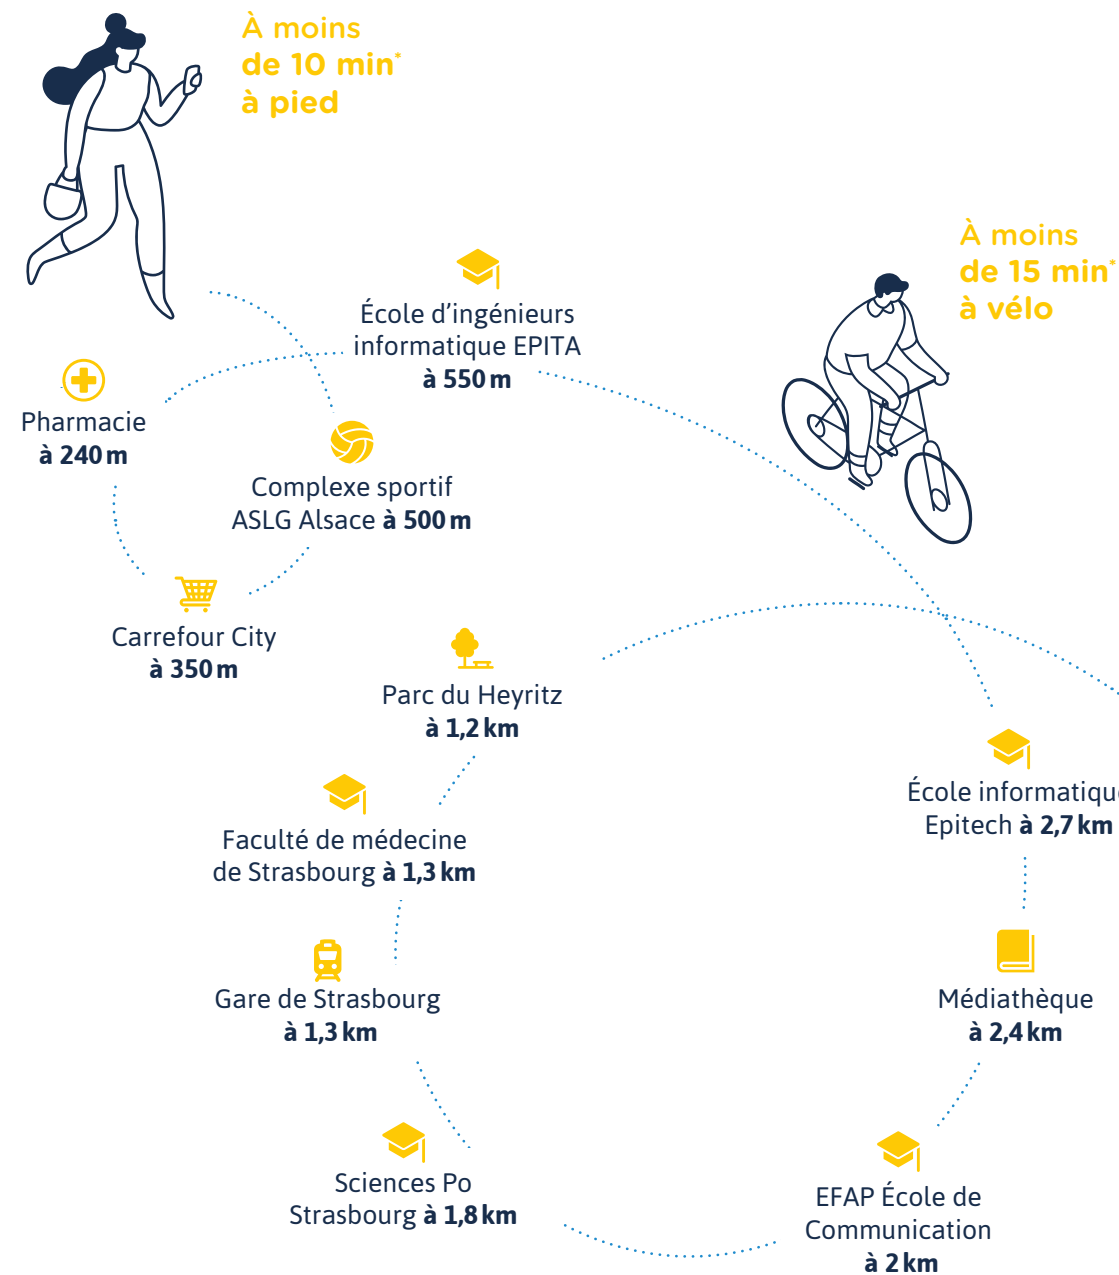 À moins
de 10 min*
à pied
À moins
de 15 min*
à vélo
École d’ingénieurs
informatique EPITA
à 550 m
Pharmacie
à 240 m
Complexe sportif
ASLG Alsace à 500 m
Carrefour City
à 350 m
Parc du Heyritz
à 1,2 km
Faculté de médecine
de Strasbourg à 1,3 km
Gare de Strasbourg
à 1,3 km
Sciences Po
Strasbourg à 1,8 km
EFAP École de
Communication
à 2 km
Médiathèque
à 2,4 km
École informatique
Epitech à 2,7 km